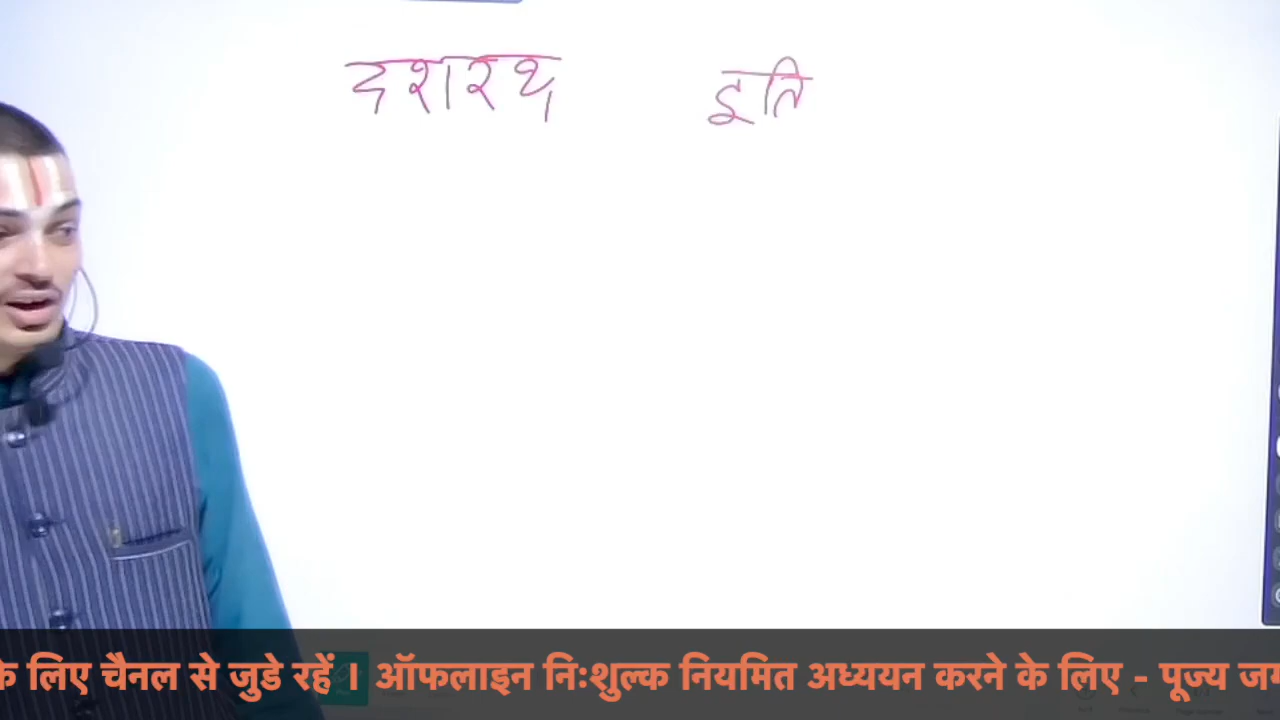 दशरथ इति
के लिए चैनल से जुडे रहें । ऑफलाइन निःशुल्क नियमित अध्ययन करने के लिए - पूज्य